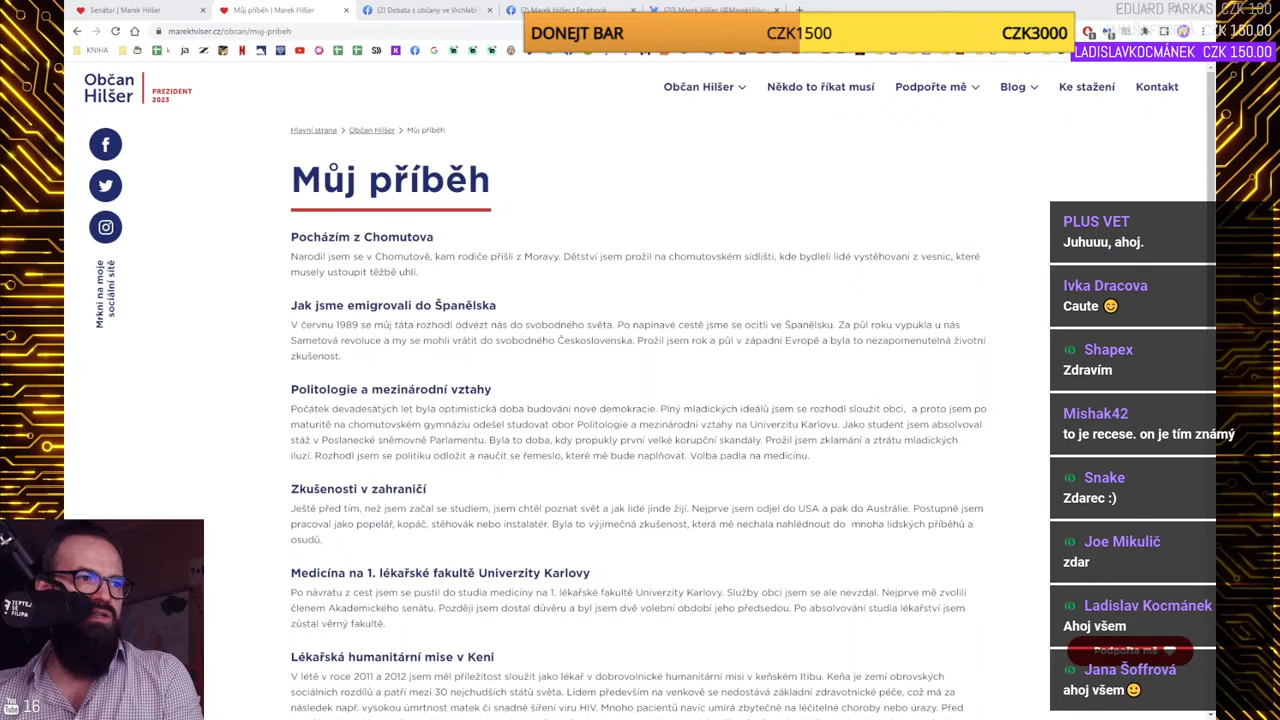 Senátor | Marek Hilšer
Můj příběh | Marek Hilšer
(2) Debata s občany ve Vrchlabí
(2) Marek Hilšer | Facebook
(20) Marek Hilšer (@MarekHils
EDUARD PARKAS CZK 100
marekhilser.cz/obcan/muj-pribeh
DONEJT BAR
CZK1500
CZK3000
CZK 150.00
LADISLAVKOCMÁNEK CZK 150.00
KNIHA
Občan
Hilšer
PREZIDENT
2023
Občan Hilšer
Někdo to říkat musí
Podpořte mě
Blog
Ke stažení
Kontakt
Hlavní strana > Občan Hilšer > Můj příběh
Můj příběh
Pocházím z Chomutova
Narodil jsem se v Chomutově, kam rodiče přišli z Moravy. Dětství jsem prožil na chomutovském sídlišti, kde bydleli lidé vystěhovaní z vesnic, které
musely ustoupit těžbě uhlí.
Jak jsme emigrovali do Španělska
V červnu 1989 se můj táta rozhodl odvézt nás do svobodného světa. Po napínavé cestě jsme se ocitli ve Španělsku. Za půl roku vypukla u nás
Sametová revoluce a my se mohli vrátit do svobodného Československa. Prožil jsem rok a půl v západní Evropě a byla to nezapomenutelná životní
zkušenost.
Politologie a mezinárodní vztahy
Počátek devadesátých let byla optimistická doba budování nové demokracie. Plný mladických ideálů jsem se rozhodl sloužit obci, a proto jsem po
maturitě na chomutovském gymnáziu odešel studovat obor Politologie a mezinárodní vztahy na Univerzitu Karlovu. Jako student jsem absolvoval
stáž v Poslanecké sněmovně Parlamentu. Byla to doba, kdy propukly první velké korupční skandály. Prožil jsem zklamání a ztrátu mladických
iluzí. Rozhodl jsem se politiku odložit a naučit se řemeslo, které mě bude naplňovat. Volba padla na medicínu.
Zkušenosti v zahraničí
Ještě před tím, než jsem začal se studiem, jsem chtěl poznat svět a jak lidé jinde žijí. Nejprve jsem odjel do USA a pak do Austrálie. Postupně jsem
pracoval jako popelář, kopáč, stěhovák nebo instalatér. Byla to výjimečná zkušenost, která mě nechala nahlédnout do mnoha lidských příběhů a
osudů.
Medicína na 1. lékařské fakultě Univerzity Karlovy
Po návratu z cest jsem se pustil do studia medicíny na 1. lékařské fakultě Univerzity Karlovy. Služby obci jsem se ale nevzdal. Nejprve mě zvolili
členem Akademického senátu. Později jsem dostal důvěru a byl jsem dvě volební období jeho předsedou. Po absolvování studia lékařství jsem
zůstal věrný fakultě.
Lékařská humanitární mise v Keni
V létě v roce 2010 a 2012 jsem měl příležitost sloužit jako lékař v dobrovolnické humanitární misi v keňském Itibu. Keňa je zemí obrovských
sociálních rozdílů a patří mezi 30 nejchudších států světa. Lidem především na venkově se nedostává základní zdravotnické péče, což má za
následek např. vysokou úmrtnost matek či snadné šíření viru HIV. Mnoho pacientů navíc umírá zbytečně na léčitelné choroby nebo úrazy. Před
Mrkni na moje
sociální sítě
PLUS VET
Juhuuu, ahoj.
Ivka Dracova
Caute 😊
Shapex
Zdravím
Mishak42
to je recese. on je tím známý
Snake
Zdarec :)
Joe Mikulič
zdar
Ladislav Kocmánek
Ahoj všem
Podpořte mě
Jana Šoffrová
ahoj všem😃
ZEPTEJ
SE
FILIPA
16